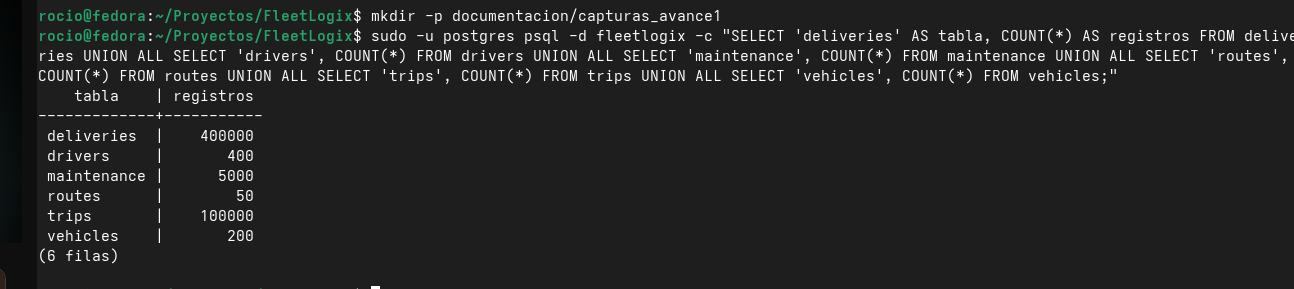 rocio@fedora:~/Proyectos/FleetLogix$ mkdir -p documentacion/capturas_avance1
rocio@fedora:~/Proyectos/FleetLogix$ sudo -u postgres psql -d fleetlogix -c "SELECT 'deliveries' AS tabla, COUNT(*) AS registros FROM delive
ries UNION ALL SELECT 'drivers', COUNT(*) FROM drivers UNION ALL SELECT 'maintenance', COUNT(*) FROM maintenance UNION ALL SELECT 'routes',
COUNT(*) FROM routes UNION ALL SELECT 'trips', COUNT(*) FROM trips UNION ALL SELECT 'vehicles', COUNT(*) FROM vehicles;"
    tabla    | registros
-------------+-----------
 deliveries  |    400000
 drivers     |       400
 maintenance |      5000
 routes      |        50
 trips       |    100000
 vehicles    |       200
(6 filas)